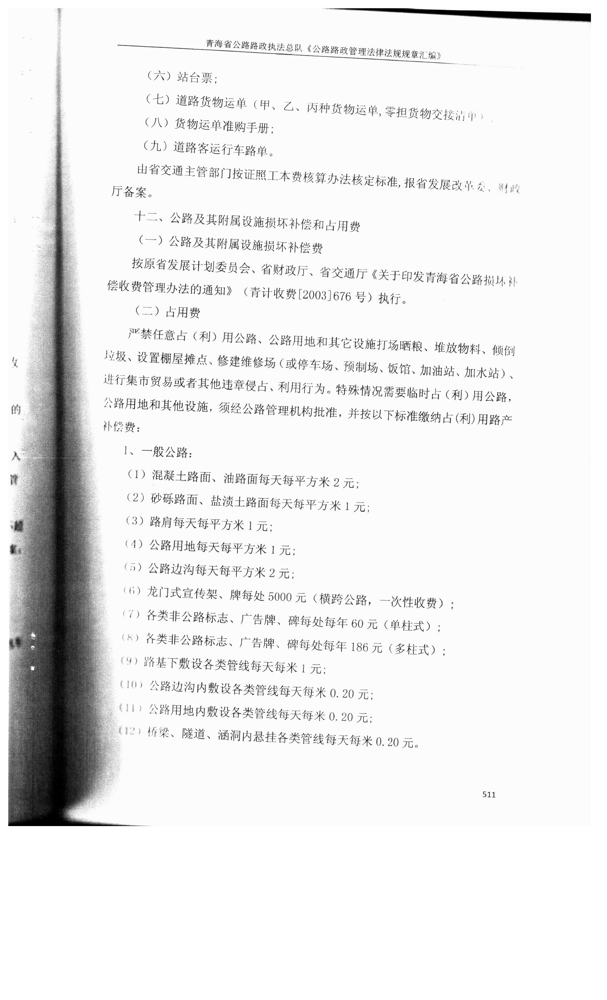 青海省公路路政执法总队《公路路政管理法律法规规章汇编》
（六）站台票；
（七）道路货物运单（甲、乙、丙种货物运单,零担货物交接清单）
（八）货物运单准购手册；
（九）道路客运行车路单。
由省交通主管部门按证照工本费核算办法核定标准,报省发展改革委、财政
厅备案。
十二、公路及其附属设施损坏补偿和占用费
（一）公路及其附属设施损坏补偿费
按原省发展计划委员会、省财政厅、省交通厅《关于印发青海省公路损坏补
偿收费管理办法的通知》（青计收费[2003]676 号）执行。
（二）占用费
严禁任意占（利）用公路、公路用地和其它设施打场晒粮、堆放物料、倾倒
垃圾、设置棚屋摊点、修建维修场（或停车场、预制场、饭馆、加油站、加水站）、
进行集市贸易或者其他违章侵占、利用行为。特殊情况需要临时占（利）用公路，
公路用地和其他设施，须经公路管理机构批准，并按以下标准缴纳占(利)用路产
补偿费：
1、一般公路：
（1）混凝土路面、油路面每天每平方米 2 元；
（2）砂砾路面、盐渍土路面每天每平方米 1 元；
（3）路肩每天每平方米 1 元；
（4）公路用地每天每平方米 1 元；
（5）公路边沟每天每平方米 2 元；
（6）龙门式宣传架、牌每处 5000 元（横跨公路，一次性收费）；
（7）各类非公路标志、广告牌、碑每处每年 60 元（单柱式）；
（8）各类非公路标志、广告牌、碑每处每年 186 元（多柱式）；
（9）路基下敷设各类管线每天每米 1 元；
（10）公路边沟内敷设各类管线每天每米 0.20 元；
（11）公路用地内敷设各类管线每天每米 0.20 元；
（12）桥梁、隧道、涵洞内悬挂各类管线每天每米 0.20 元。
511
的
入
管